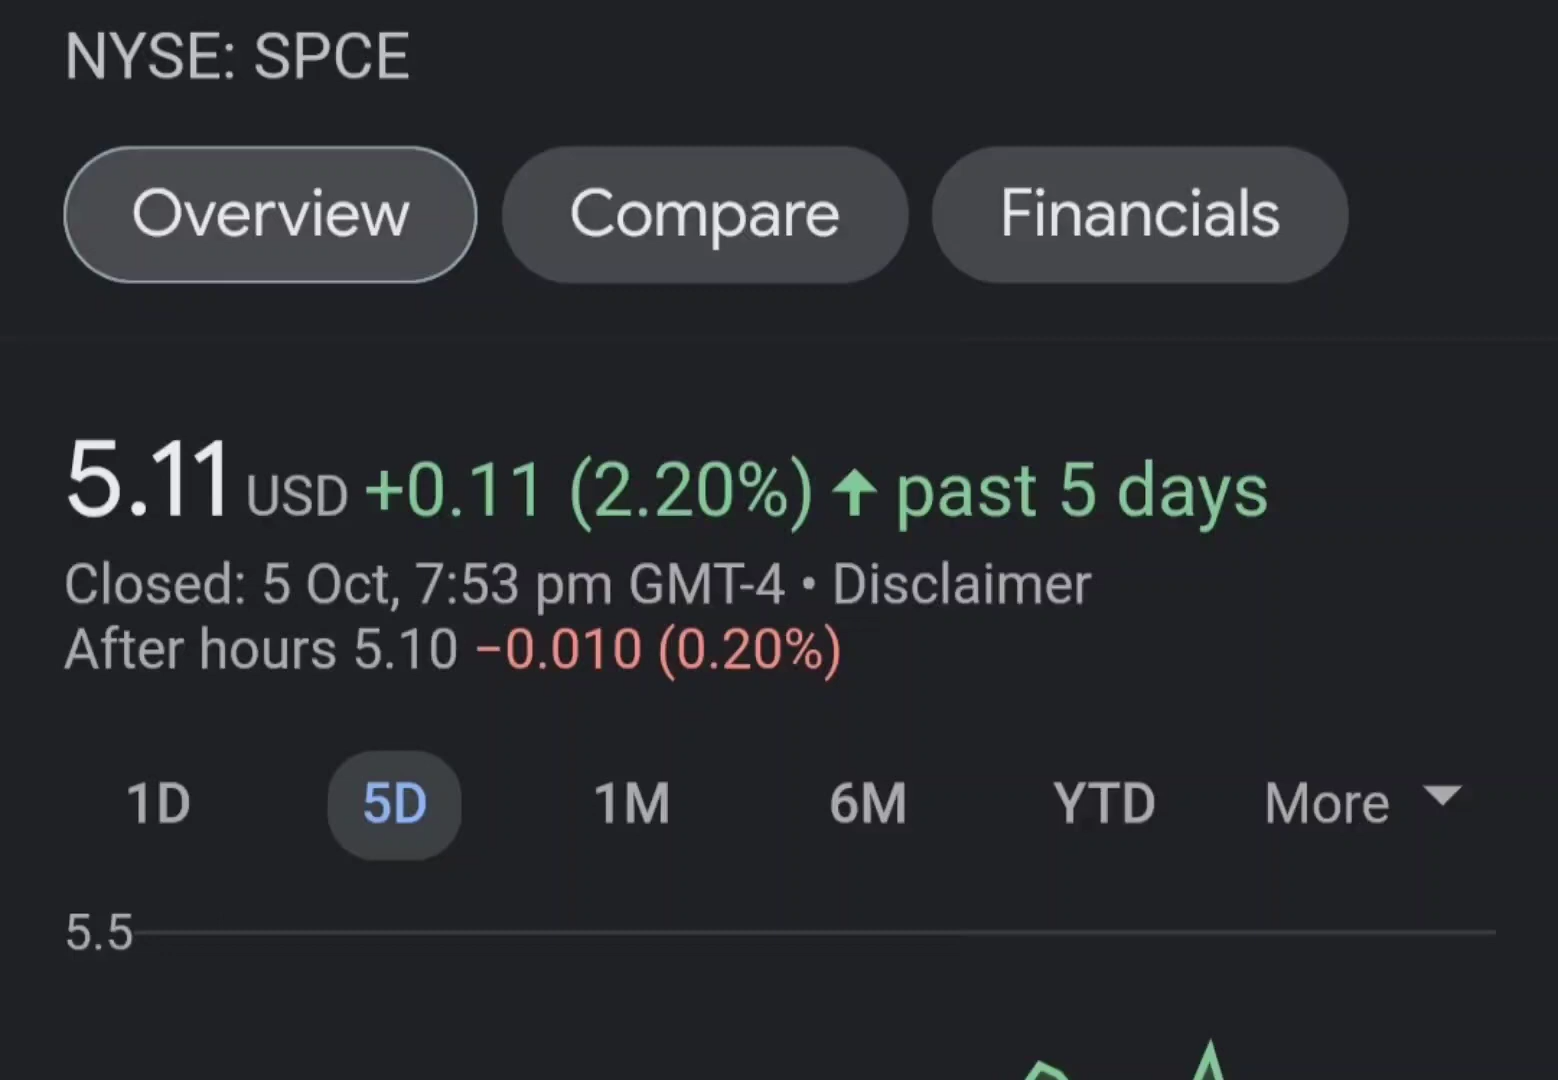 NYSE: SPCE
Overview Compare Financials
5.11 USD +0.11 (2.20%) ↑ past 5 days
Closed: 5 Oct, 7:53 pm GMT-4 • Disclaimer
After hours 5.10 −0.010 (0.20%)
1D 5D 1M 6M YTD More
5.5